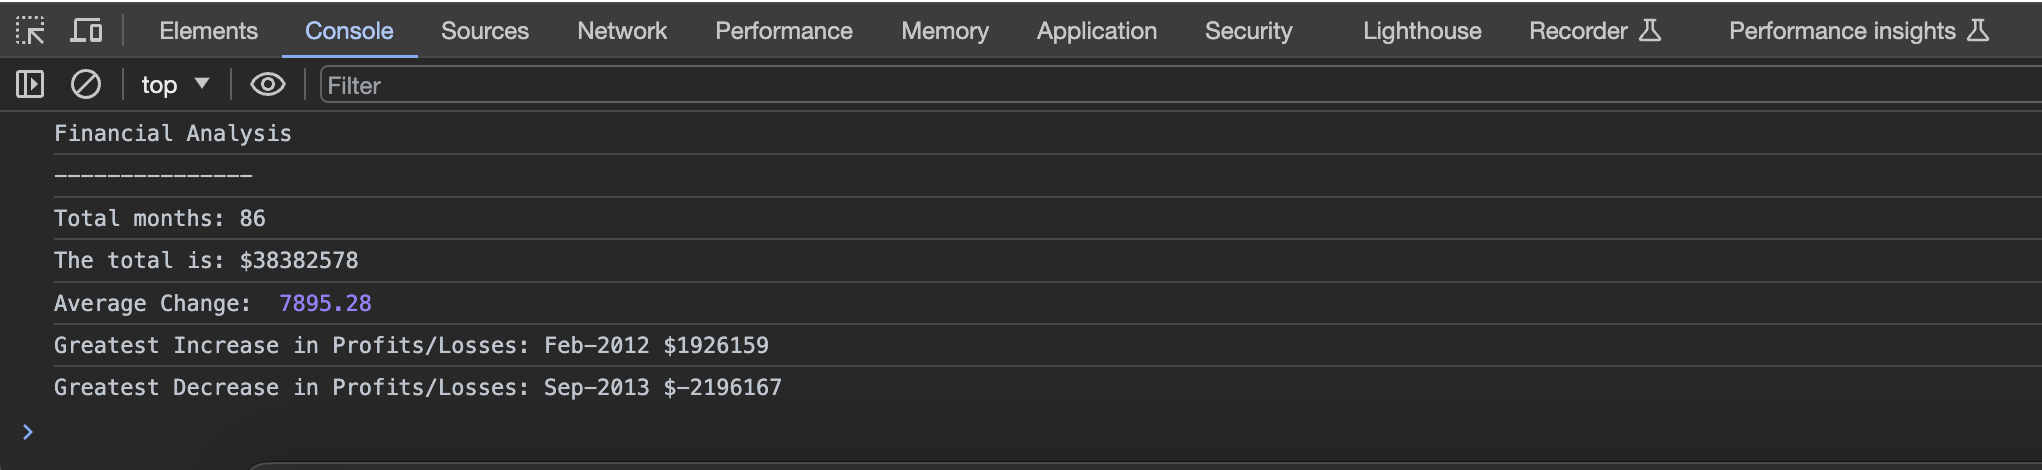 Elements Console Sources Network Performance Memory Application Security Lighthouse Recorder Performance insights
top Filter
Financial Analysis
---------------
Total months: 86
The total is: $38382578
Average Change:  7895.28
Greatest Increase in Profits/Losses: Feb-2012 $1926159
Greatest Decrease in Profits/Losses: Sep-2013 $-2196167
>